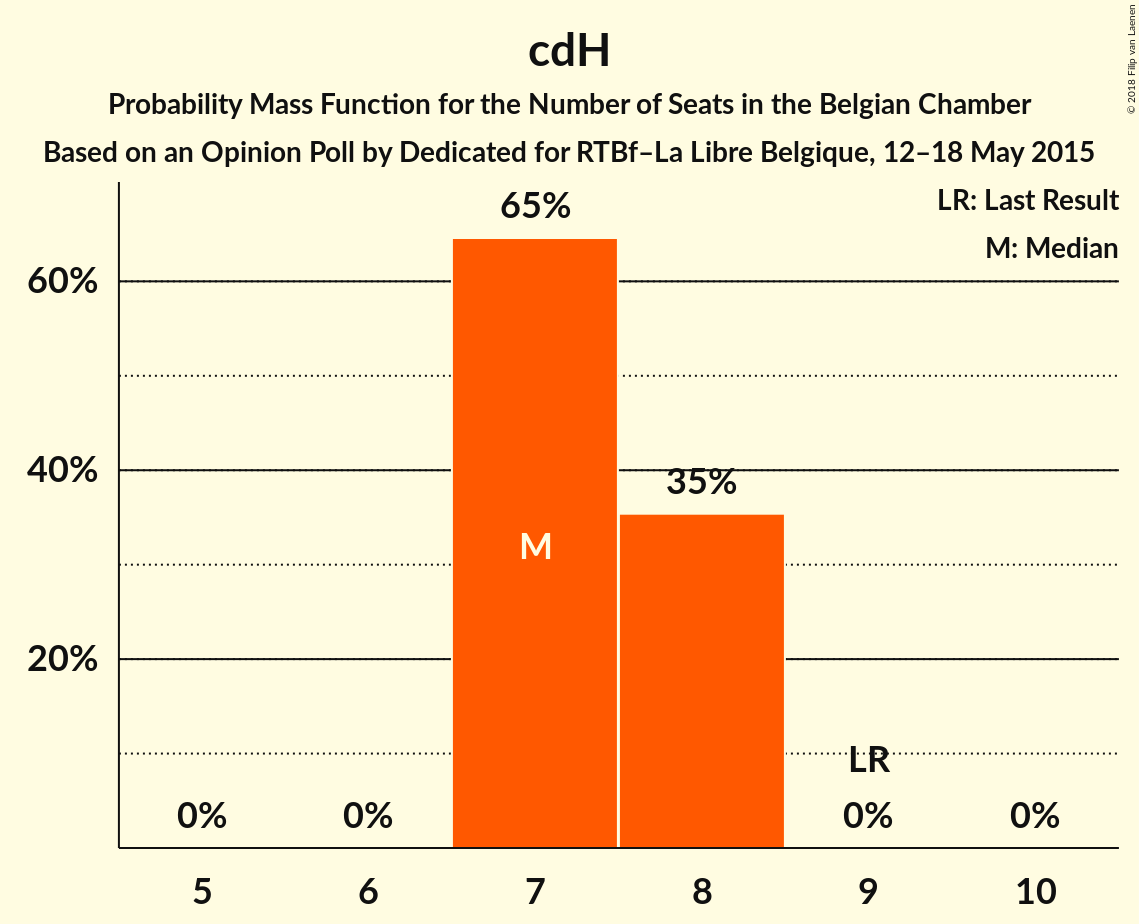 cdH
Probability Mass Function for the Number of Seats in the Belgian Chamber
Based on an Opinion Poll by Dedicated for RTBf–La Libre Belgique, 12–18 May 2015
© 2018 Filip van Laenen
LR: Last Result
M: Median
65%
60%
40%
35%
M
20%
LR
0% 0% 0% 0%
5 6 7 8 9 10